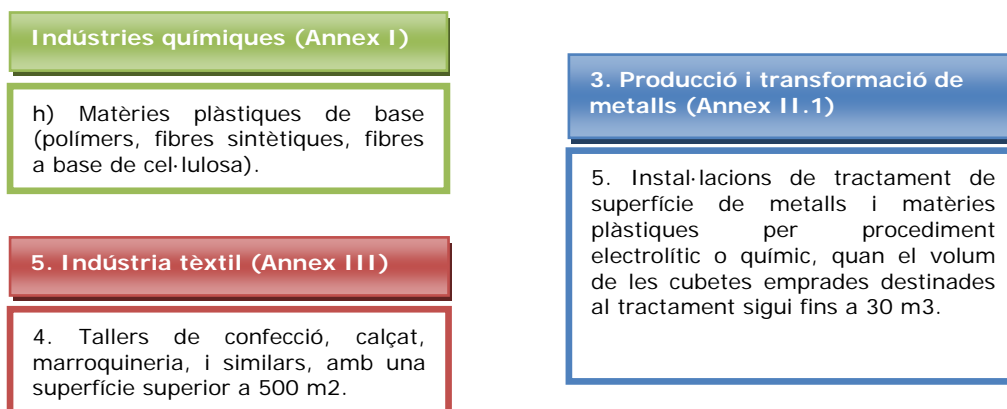 Indústries químiques (Annex I)
h) Matèries plàstiques de base
(polímers, fibres sintètiques, fibres
a base de cel·lulosa).
5. Indústria tèxtil (Annex III)
4. Tallers de confecció, calçat,
marroquineria, i similars, amb una
superfície superior a 500 m2.
3. Producció i transformació de
metalls (Annex II.1)
5. Instal·lacions de tractament de
superfície de metalls i matèries
plàstiques per procediment
electrolític o químic, quan el volum
de les cubetes emprades destinades
al tractament sigui fins a 30 m3.